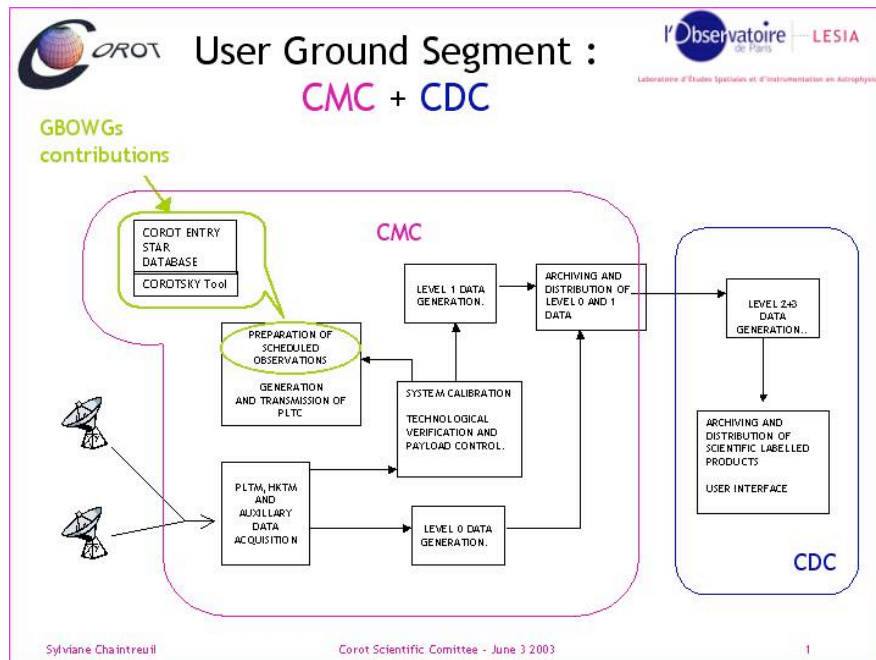 COROT
User Ground Segment :
CMC + CDC
l'Observatoire
de Paris
LESIA
Laboratoire d'Études Spatiales et d'Instrumentation en Astrophysi
GBOWGs
contributions
COROT ENTRY
STAR
DATABASE
COROTSKY Tool
CMC
LEVEL 1 DATA
GENERATION.
ARCHIVING AND
DISTRIBUTION OF
LEVEL 0 AND 1
DATA
LEVEL 2+3
DATA
GENERATION..
PREPARATION OF
SCHEDULED
OBSERVATIONS
GENERATION
AND TRANSMISSION OF
PLTC
SYSTEM CALIBRATION
TECHNOLOGICAL
VERIFICATION AND
PAYLOAD CONTROL.
ARCHIVING AND
DISTRIBUTION OF
SCIENTIFIC LABELLED
PRODUCTS
USER INTERFACE
PLTM, HKTM
AND
AUXILLARY
DATA
ACQUISITION
LEVEL 0 DATA
GENERATION.
CDC
Sylviane Chaintreuil
Corot Scientific Comittee - June 3 2003
1